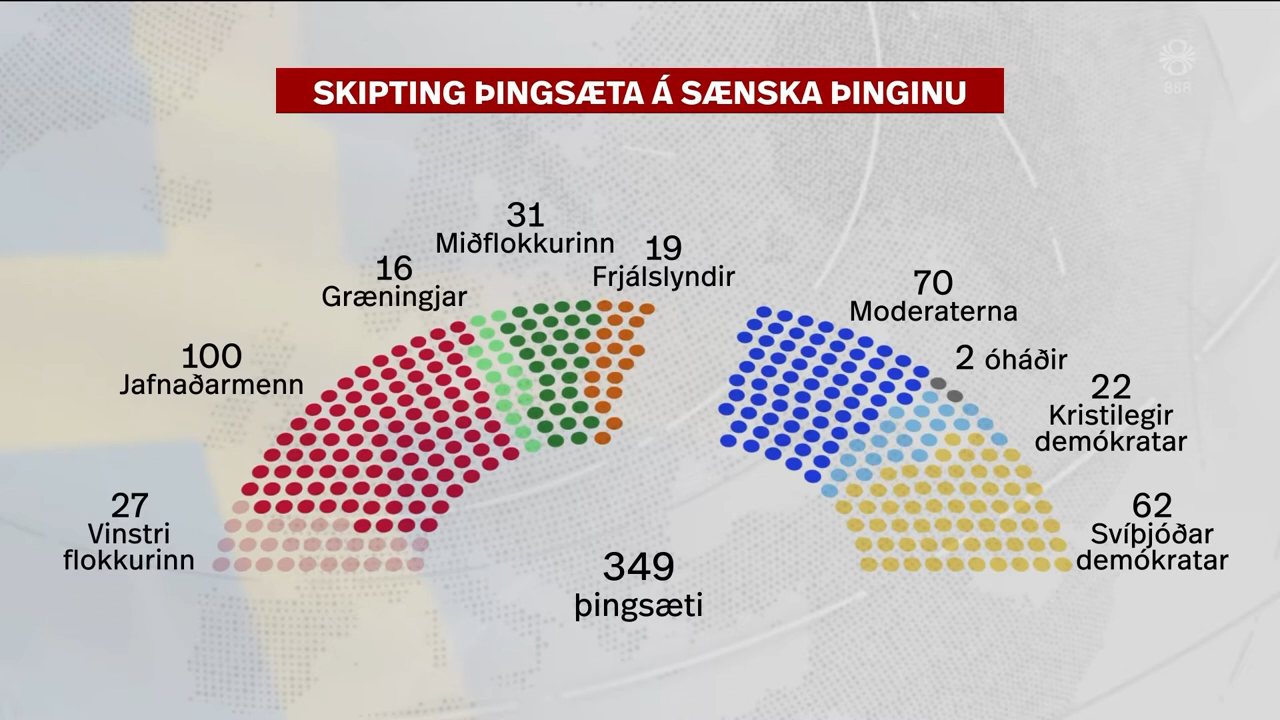 SKIPTING ÞINGSÆTA Á SÆNSKA ÞINGINU
888
31
Miðflokkurinn
19
Frjálslyndir
16
Græningjar
70
Moderaterna
100
Jafnaðarmenn
2 óháðir
22
Kristilegir
demókratar
27
Vinstri
flokkurinn
62
Svíþjóðar
demókratar
349
þingsæti